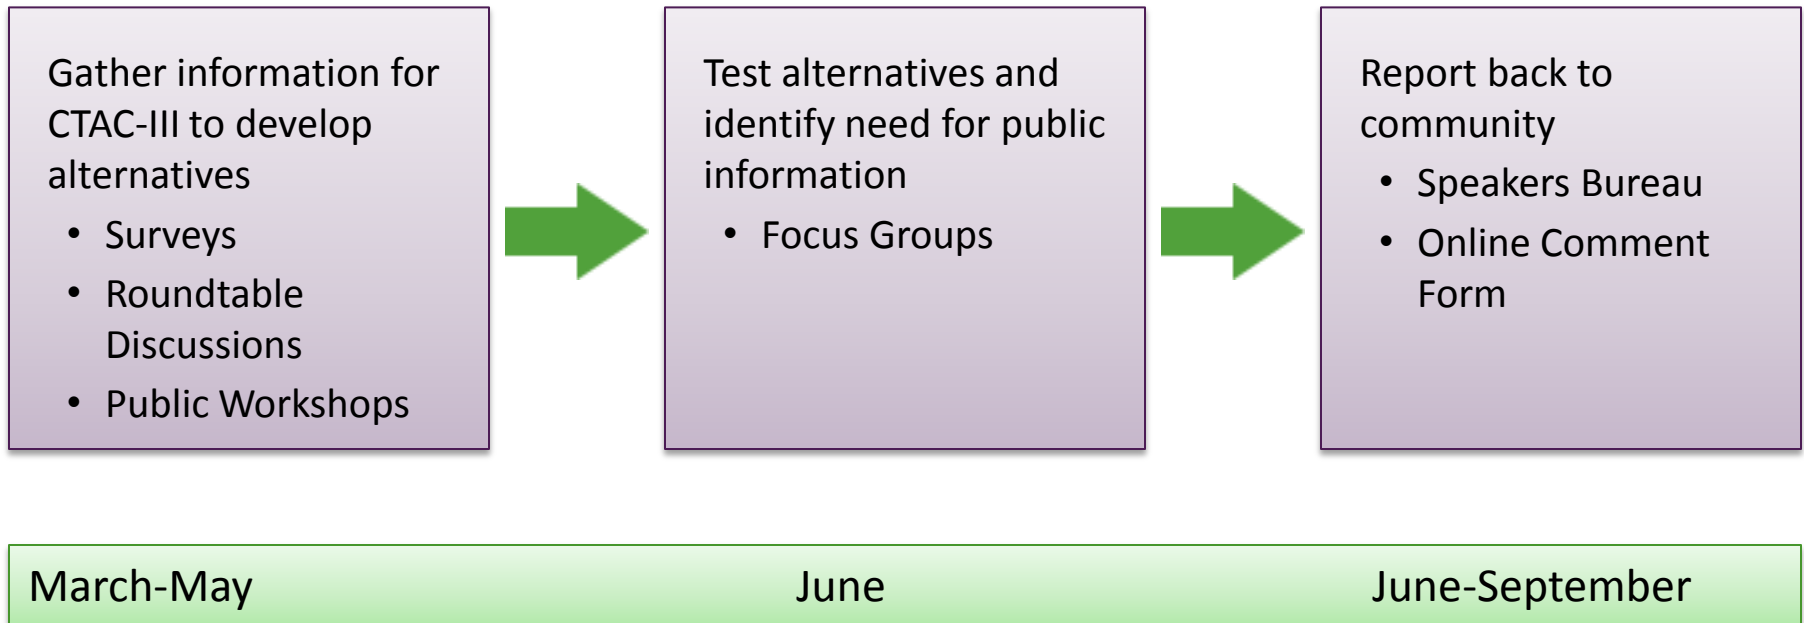 Gather information for
CTAC-III to develop
alternatives
• Surveys
• Roundtable
Discussions
• Public Workshops
Test alternatives and
identify need for public
information
• Focus Groups
Report back to
community
• Speakers Bureau
• Online Comment
Form
March-May
June
June-September